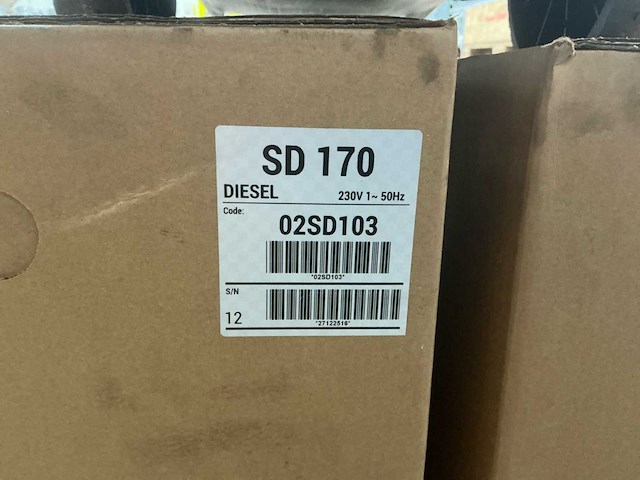 SD 170
DIESEL 230V 1~ 50Hz
Code:
02SD103
*02SD103*
S/N
12
*27122516*